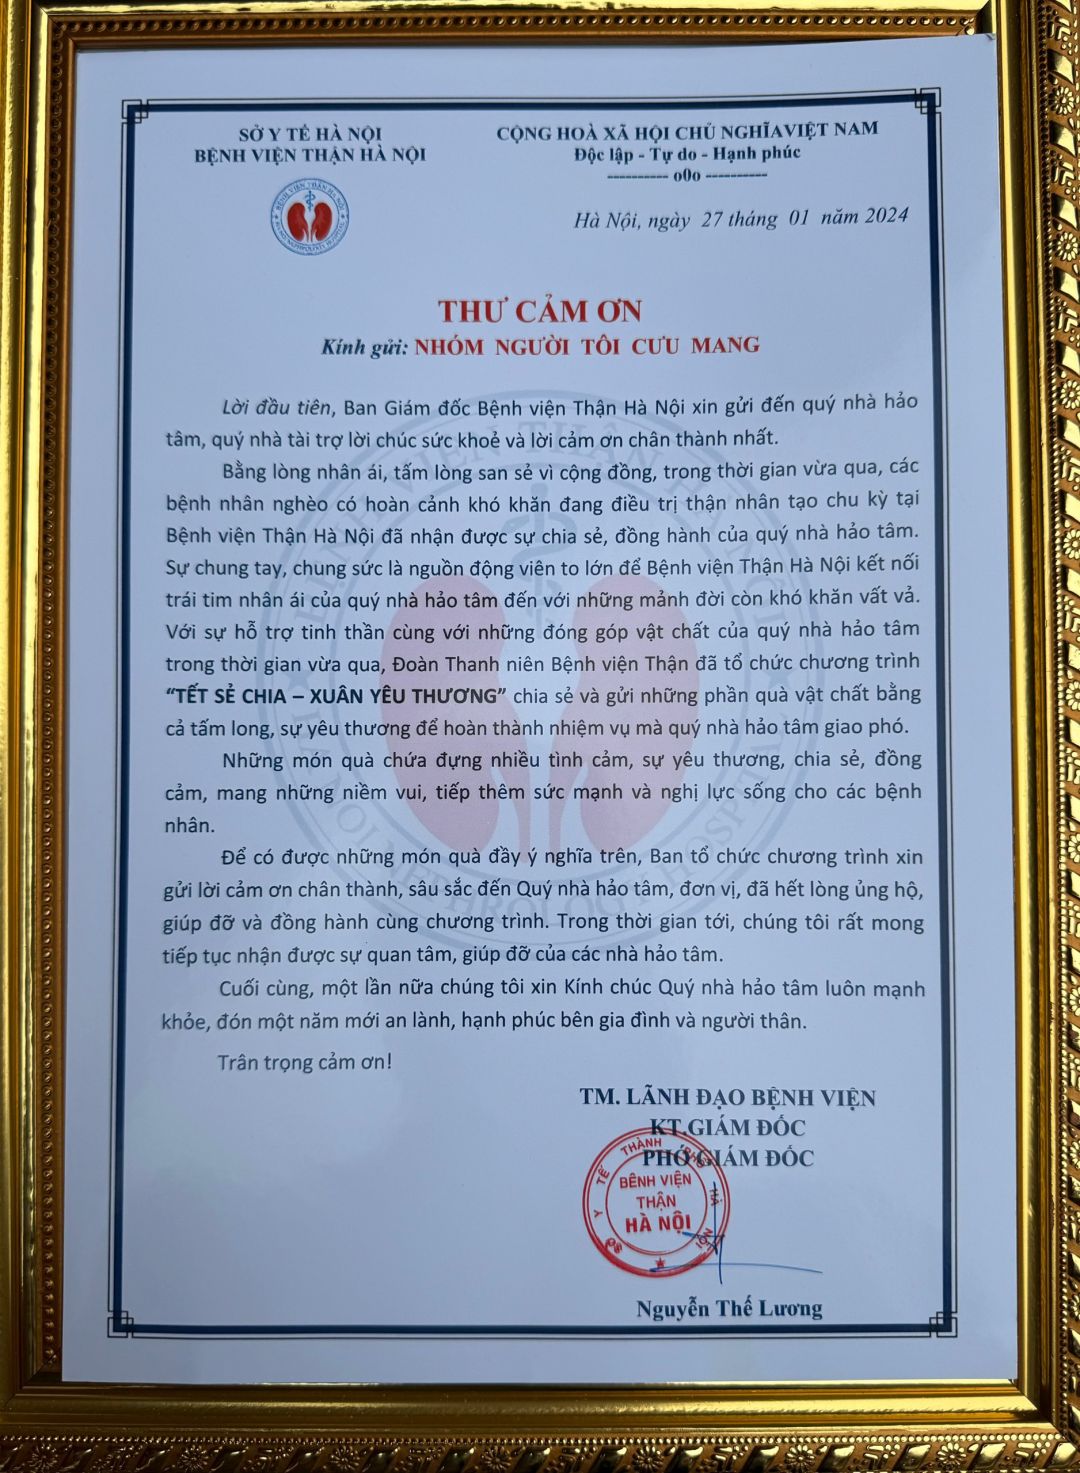 SỞ Y TẾ HÀ NỘI
BỆNH VIỆN THẬN HÀ NỘI
CỘNG HOÀ XÃ HỘI CHỦ NGHĨAVIỆT NAM
Độc lập - Tự do - Hạnh phúc
---------- o0o ----------
Hà Nội, ngày 27 tháng 01 năm 2024
THƯ CẢM ƠN
Kính gửi: NHÓM NGƯỜI TÔI CƯU MANG
Lời đầu tiên, Ban Giám đốc Bệnh viện Thận Hà Nội xin gửi đến quý nhà hảo
tâm, quý nhà tài trợ lời chúc sức khoẻ và lời cảm ơn chân thành nhất.
Bằng lòng nhân ái, tấm lòng san sẻ vì cộng đồng, trong thời gian vừa qua, các
bệnh nhân nghèo có hoàn cảnh khó khăn đang điều trị thận nhân tạo chu kỳ tại
Bệnh viện Thận Hà Nội đã nhận được sự chia sẻ, đồng hành của quý nhà hảo tâm.
Sự chung tay, chung sức là nguồn động viên to lớn để Bệnh viện Thận Hà Nội kết nối
trái tim nhân ái của quý nhà hảo tâm đến với những mảnh đời còn khó khăn vất vả.
Với sự hỗ trợ tinh thần cùng với những đóng góp vật chất của quý nhà hảo tâm
trong thời gian vừa qua, Đoàn Thanh niên Bệnh viện Thận đã tổ chức chương trình
“TẾT SẺ CHIA – XUÂN YÊU THƯƠNG” chia sẻ và gửi những phần quà vật chất bằng
cả tấm long, sự yêu thương để hoàn thành nhiệm vụ mà quý nhà hảo tâm giao phó.
Những món quà chứa đựng nhiều tình cảm, sự yêu thương, chia sẻ, đồng
cảm, mang những niềm vui, tiếp thêm sức mạnh và nghị lực sống cho các bệnh
nhân.
Để có được những món quà đầy ý nghĩa trên, Ban tổ chức chương trình xin
gửi lời cảm ơn chân thành, sâu sắc đến Quý nhà hảo tâm, đơn vị, đã hết lòng ủng hộ,
giúp đỡ và đồng hành cùng chương trình. Trong thời gian tới, chúng tôi rất mong
tiếp tục nhận được sự quan tâm, giúp đỡ của các nhà hảo tâm.
Cuối cùng, một lần nữa chúng tôi xin Kính chúc Quý nhà hảo tâm luôn mạnh
khỏe, đón một năm mới an lành, hạnh phúc bên gia đình và người thân.
Trân trọng cảm ơn!
TM. LÃNH ĐẠO BỆNH VIỆN
KT.GIÁM ĐỐC
PHÓ GIÁM ĐỐC
SỞ Y TẾ THÀNH PHỐ HÀ NỘI
BỆNH VIỆN
THẬN
HÀ NỘI
Nguyễn Thế Lương